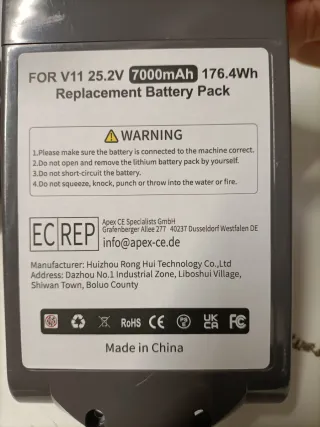 FOR V11 25.2V 7000mAh 176.4Wh
Replacement Battery Pack
WARNING
1.Please make sure the battery is connected to the machine correct.
2.Do not open and remove the lithium battery pack by yourself.
3.Do not short-circuit the battery.
4.Do not squeeze, knock, punch or throw into the water or fire.
EC REP
Apex CE Specialists GmbH
Grafenberger Allee 277 40237 Dusseldorf Westfalen DE
info@apex-ce.de
Company: Huizhou Rong Hui Technology Co.,Ltd
Address: Dazhou No.1 Industrial Zone, Liboshui Village,
Shiwan Town, Boluo County
RoHS CE PSE UK CA FC
Made in China